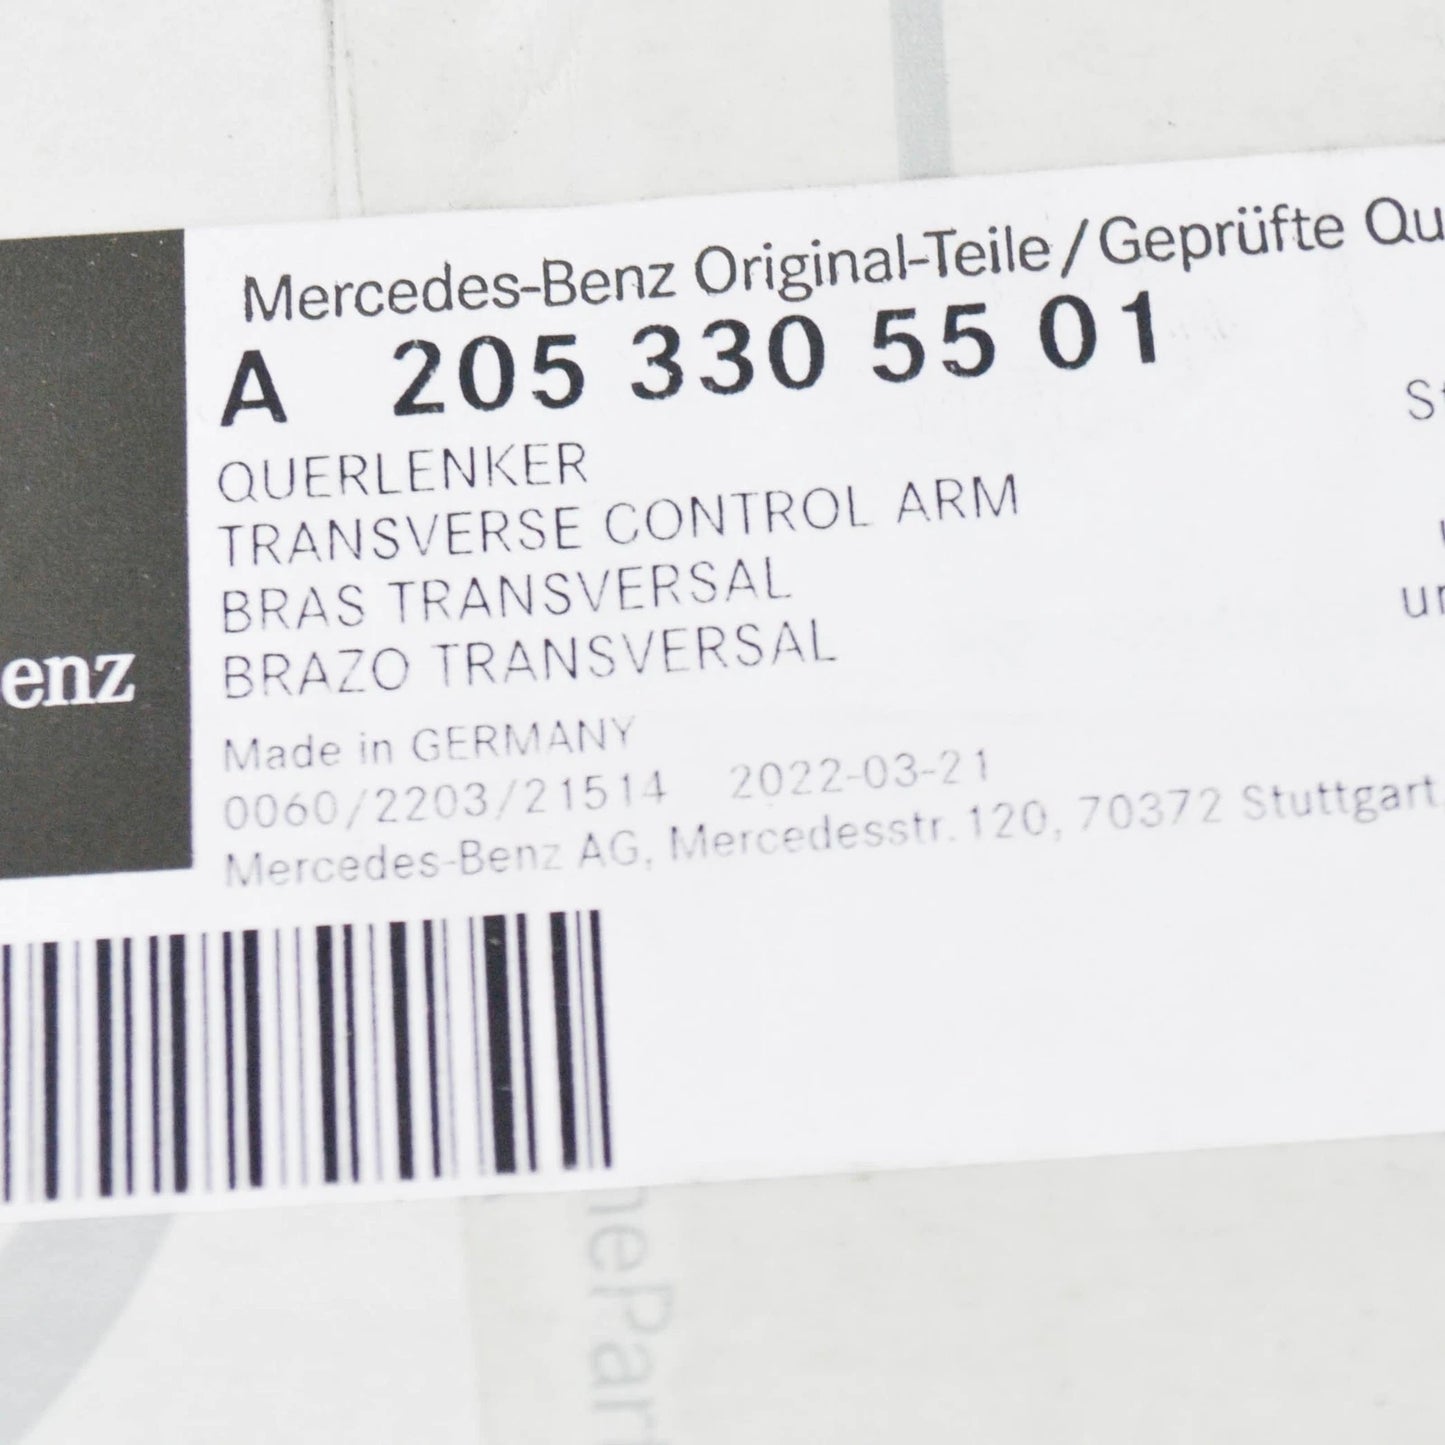 Mercedes-Benz Original-Teile/Geprüfte
A 205 330 55 01
QUERLENKER
TRANSVERSE CONTROL ARM
BRAS TRANSVERSAL
BRAZO TRANSVERSAL
enz
Made in GERMANY
0060/2203/21514 2022-03-21
Mercedes-Benz AG, Mercedesstr. 120, 70372 Stuttgart